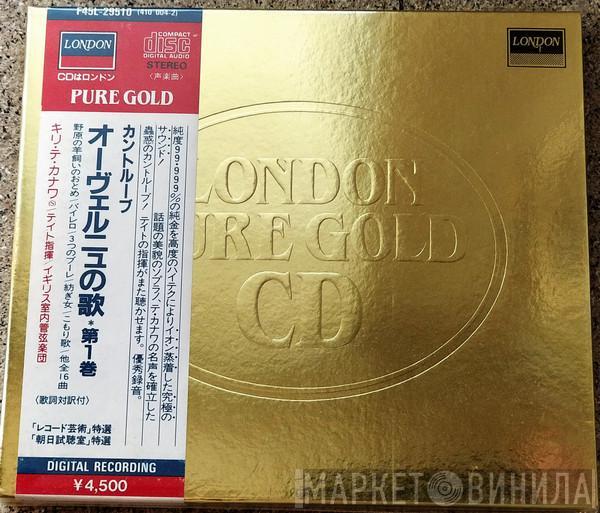 F45L-29510 (410 004-2)
LONDON
COMPACT
disc
DIGITAL AUDIO
STEREO
CDはロンドン
〈声楽曲〉
PURE GOLD
純度99・999%の純金を高度のハイテクによりイオン蒸着した究極の
サウンド! 話題の美貌のソプラノ、テ・カナワの名声を確立した
蟲惑のカントルーブ! テイトの指揮がまた聴かせます。優秀録音。
カントルーブ
オーヴェルニュの歌*第1巻
野原の羊飼いのおとめ/バイレロ/3つのブーレ/紡ぎ女/こもり歌/他全16曲
キリ・テ・カナワⓈ/テイト指揮/イギリス室内管弦楽団
〈歌詞対訳付〉
「レコード芸術」特選
「朝日試聴室」特選
DIGITAL RECORDING
¥4,500
LONDON
LONDON
PURE GOLD
CD
МАРКЕТ ВИНИЛА